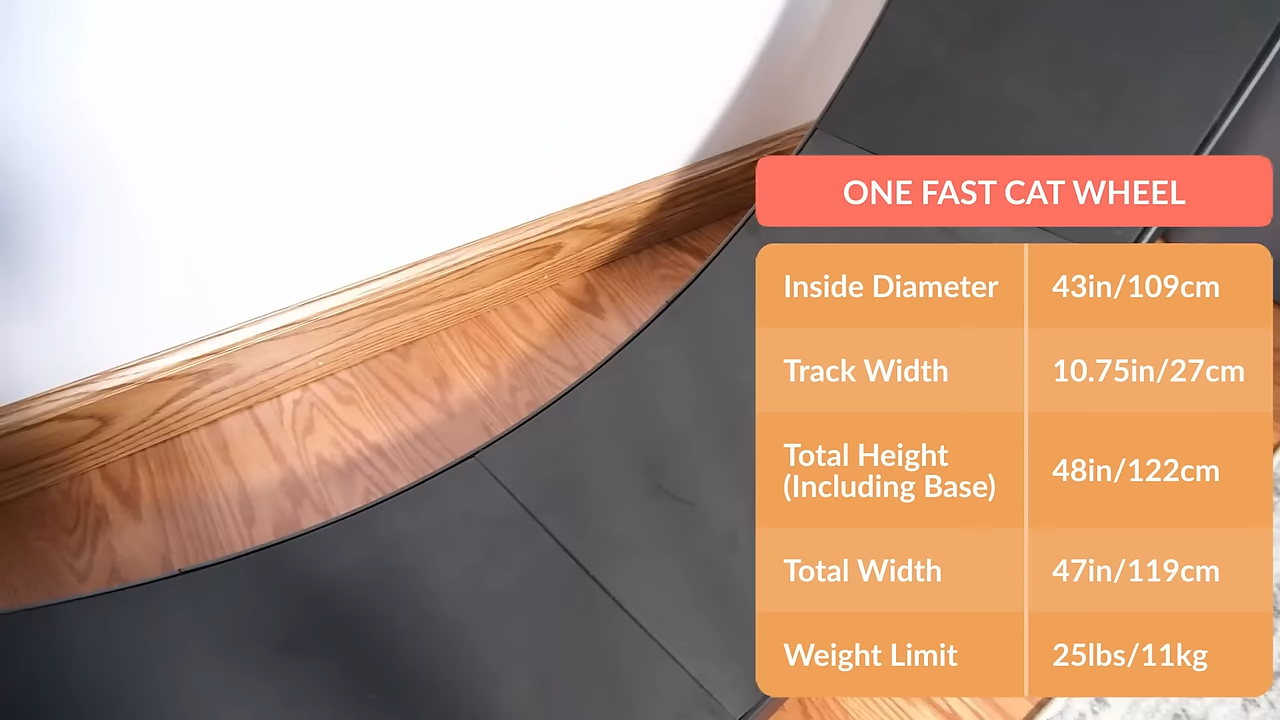 ONE FAST CAT WHEEL
Inside Diameter 43in/109cm
Track Width 10.75in/27cm
Total Height
(Including Base) 48in/122cm
Total Width 47in/119cm
Weight Limit 25lbs/11kg